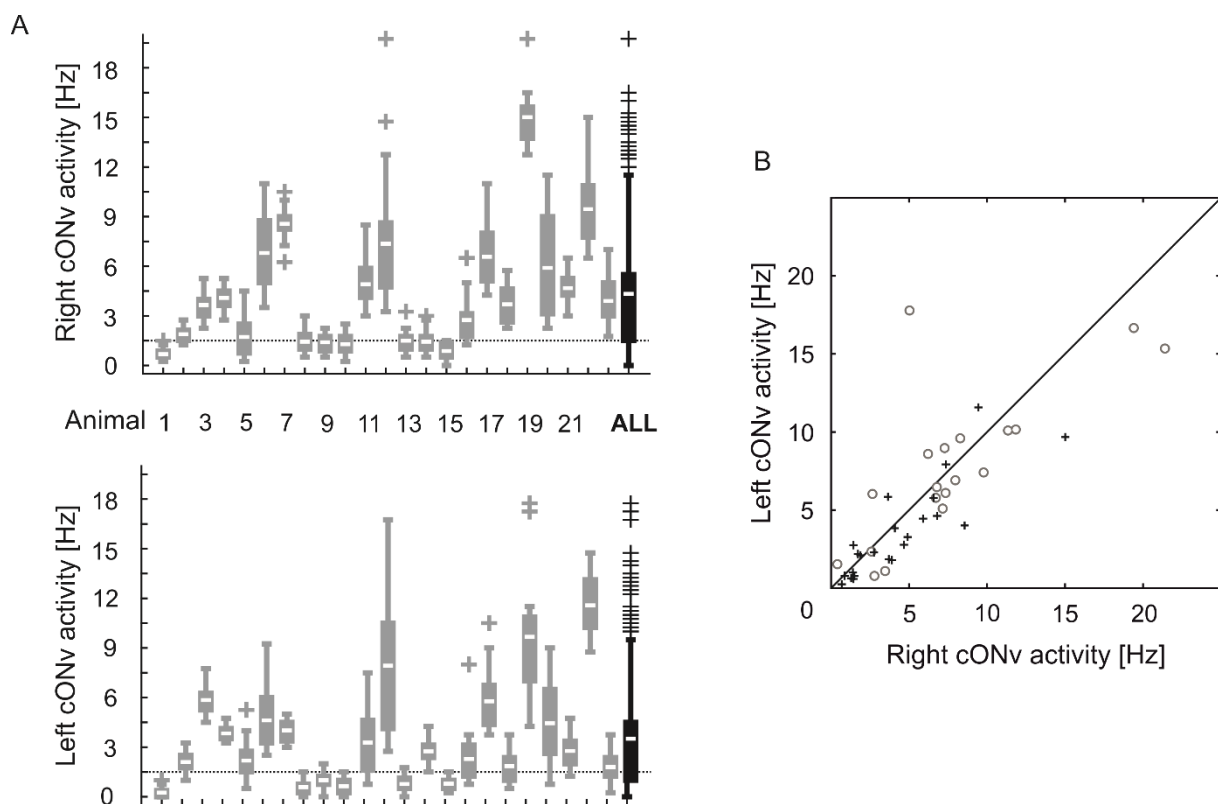 A
Right cONv activity [Hz]
18
15
12
9
6
3
0
Animal 1 3 5 7 9 11 13 15 17 19 21 ALL
Left cONv activity [Hz]
18
15
12
9
6
3
0
B
Left cONv activity [Hz]
20
15
10
5
0
5 10 15 20
Right cONv activity [Hz]